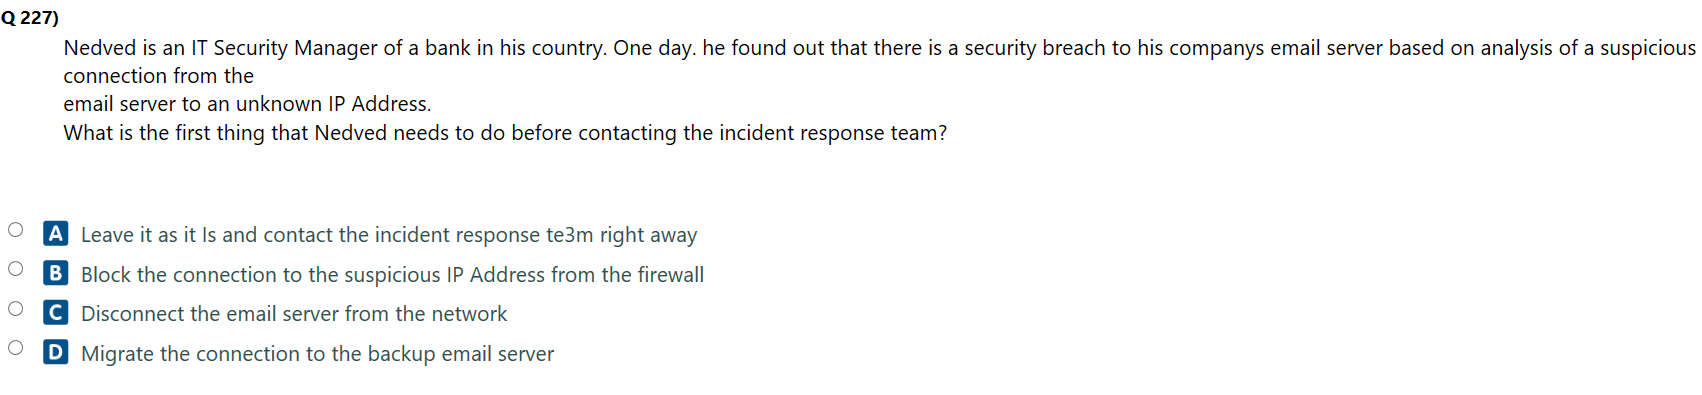 Q 227)
Nedved is an IT Security Manager of a bank in his country. One day. he found out that there is a security breach to his companys email server based on analysis of a suspicious
connection from the
email server to an unknown IP Address.
What is the first thing that Nedved needs to do before contacting the incident response team?
A Leave it as it Is and contact the incident response te3m right away
B Block the connection to the suspicious IP Address from the firewall
C Disconnect the email server from the network
D Migrate the connection to the backup email server